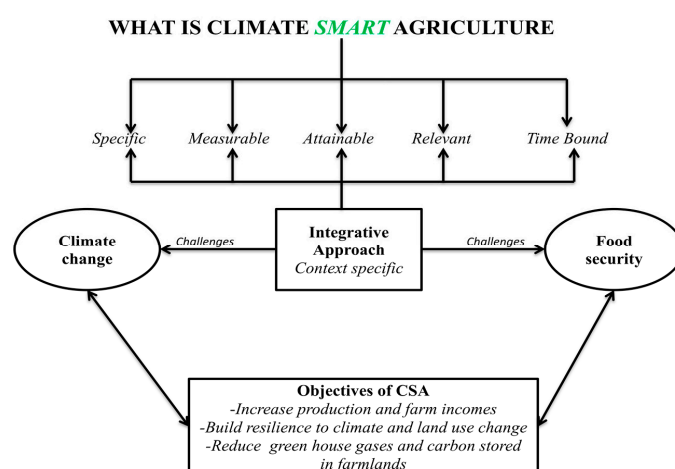 WHAT IS CLIMATE SMART AGRICULTURE
Specific Measurable Attainable Relevant Time Bound
Climate
change
Challenges
Integrative
Approach
Context specific
Challenges
Food
security
Objectives of CSA
-Increase production and farm incomes
-Build resilience to climate and land use change
-Reduce green house gases and carbon stored
in farmlands